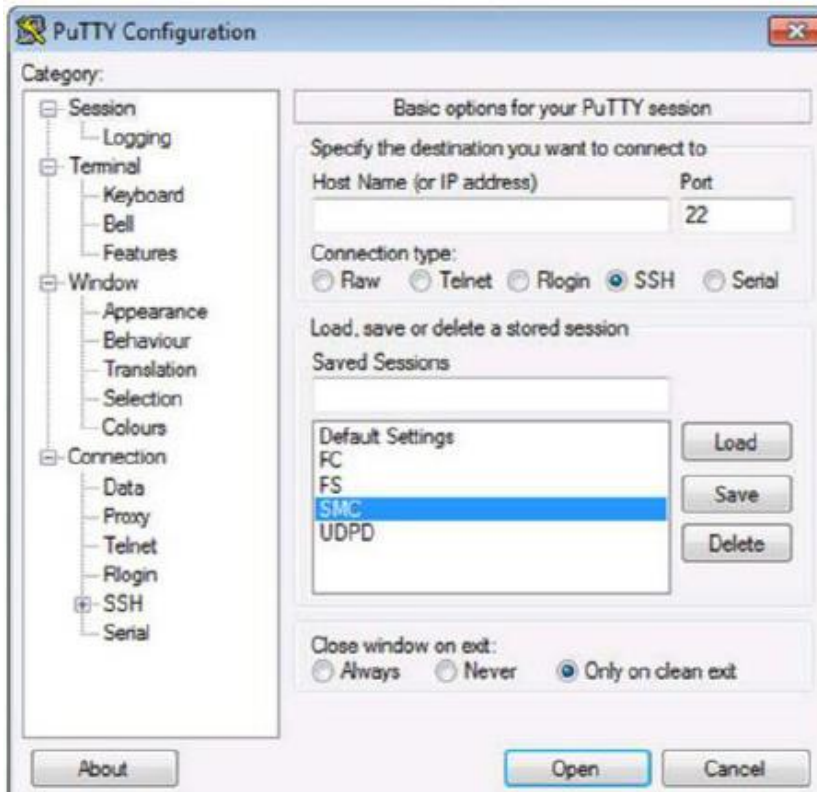 PuTTY Configuration
Category:
Session
Logging
Terminal
Keyboard
Bell
Features
Window
Appearance
Behaviour
Translation
Selection
Colours
Connection
Data
Proxy
Telnet
Rlogin
SSH
Serial
Basic options for your PuTTY session
Specify the destination you want to connect to
Host Name (or IP address) Port
22
Connection type:
Raw Telnet Rlogin SSH Serial
Load, save or delete a stored session
Saved Sessions
Default Settings
FC
FS
SMC
UDPD
Load
Save
Delete
Close window on exit:
Always Never Only on clean exit
About Open Cancel